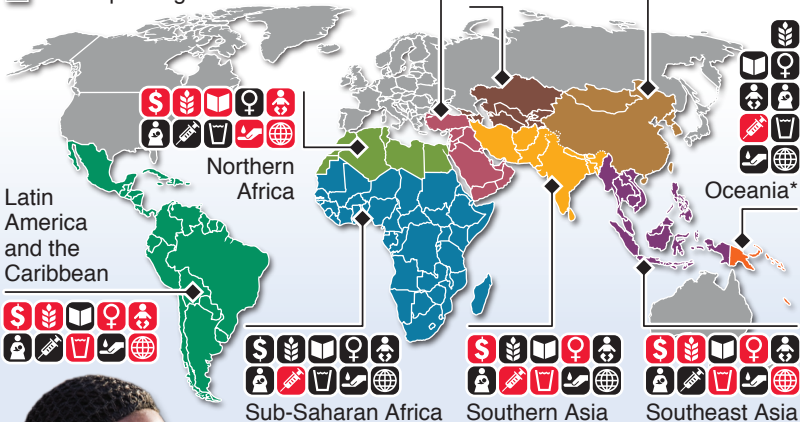 Northern
Africa
Oceania*
Latin
America
and the
Caribbean
Sub-Saharan Africa
Southern Asia
Southeast Asia